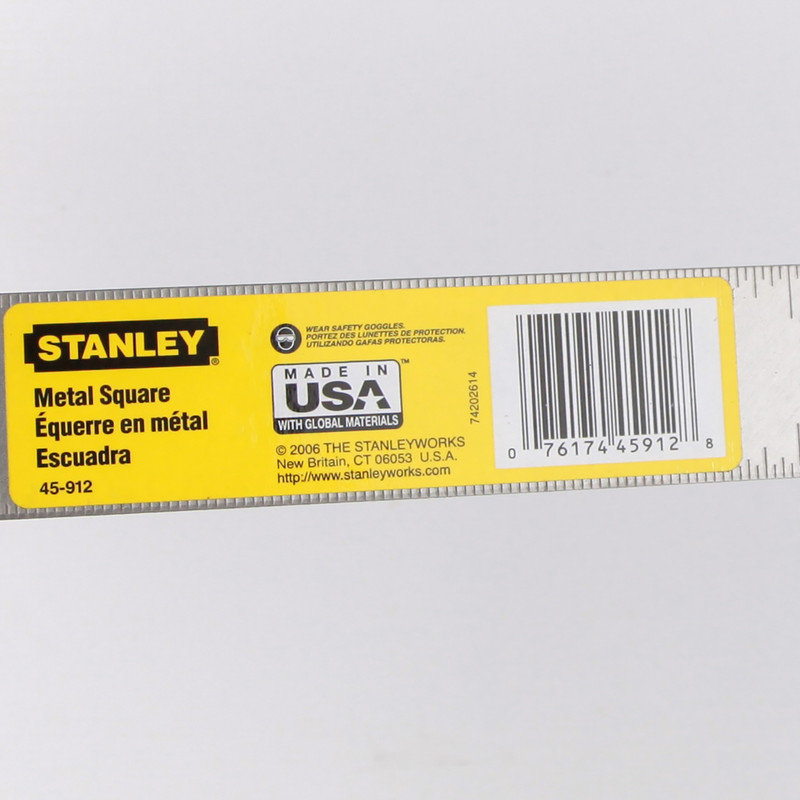 STANLEY®
Metal Square
Équerre en métal
Escuadra
45-912
WEAR SAFETY GOGGLES.
PORTEZ DES LUNETTES DE PROTECTION.
UTILIZANDO GAFAS PROTECTORAS.
MADE IN
USA™
WITH GLOBAL MATERIALS
© 2006 THE STANLEYWORKS
New Britain, CT 06053 U.S.A.
http://www.stanleyworks.com
74202614
0 76174 45912 8